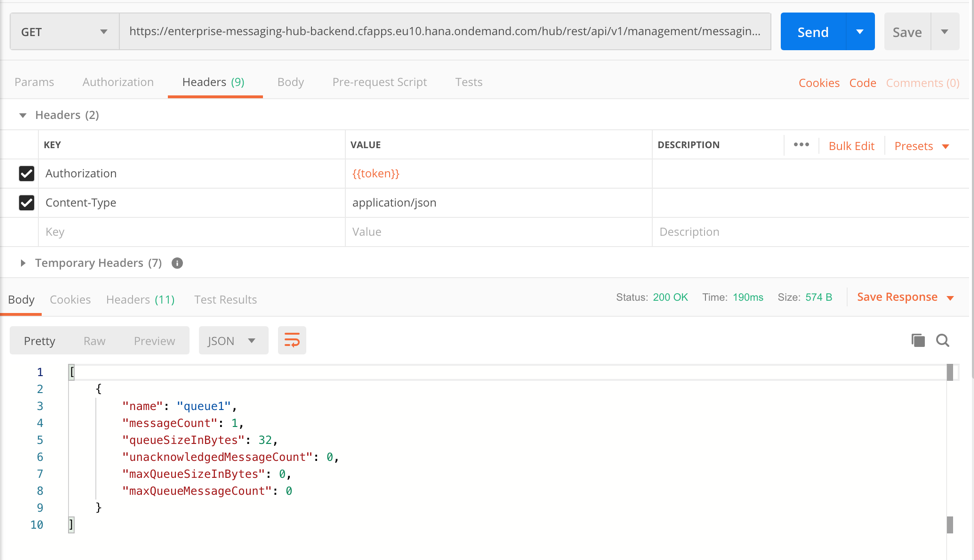 GET https://enterprise-messaging-hub-backend.cfapps.eu10.hana.ondemand.com/hub/rest/api/v1/management/messagin... Send Save
Params Authorization Headers (9) Body Pre-request Script Tests Cookies Code Comments (0)
Headers (2)
KEY VALUE DESCRIPTION ••• Bulk Edit Presets
Authorization {{token}}
Content-Type application/json
Key Value Description
Temporary Headers (7) i
Body Cookies Headers (11) Test Results Status: 200 OK Time: 190ms Size: 574 B Save Response
Pretty Raw Preview JSON
1 [
2 {
3 "name": "queue1",
4 "messageCount": 1,
5 "queueSizeInBytes": 32,
6 "unacknowledgedMessageCount": 0,
7 "maxQueueSizeInBytes": 0,
8 "maxQueueMessageCount": 0
9 }
10 ]